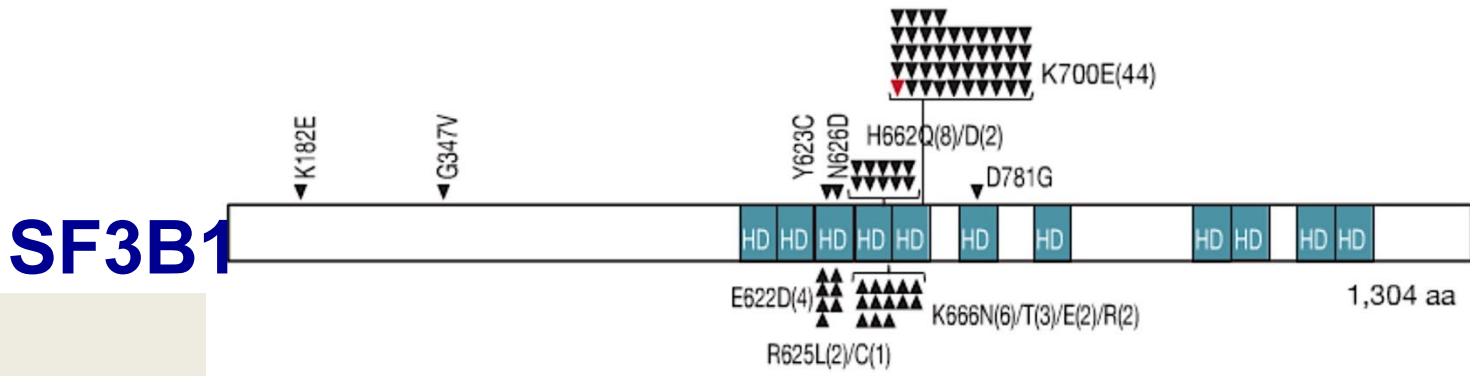 K700E(44)
H662Q(8)/D(2)
K182E
G347V
Y623C
N626D
D781G
SF3B1
HD HD HD HD HD HD HD HD HD HD HD
E622D(4)
K666N(6)/T(3)/E(2)/R(2)
1,304 aa
R625L(2)/C(1)